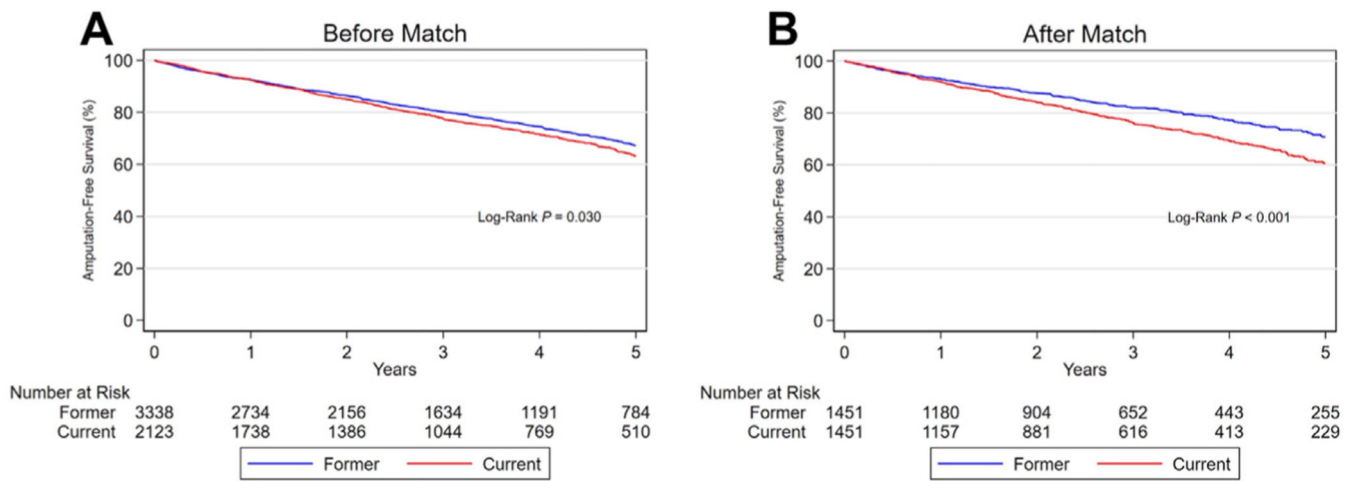 A
Before Match
Amputation-Free Survival (%)
100
80
60
40
20
0
Log-Rank P = 0.030
0 1 2 3 4 5
Years
Number at Risk
Former 3338 2734 2156 1634 1191 784
Current 2123 1738 1386 1044 769 510
Former Current
B
After Match
Amputation-Free Survival (%)
100
80
60
40
20
0
Log-Rank P < 0.001
0 1 2 3 4 5
Years
Number at Risk
Former 1451 1180 904 652 443 255
Current 1451 1157 881 616 413 229
Former Current